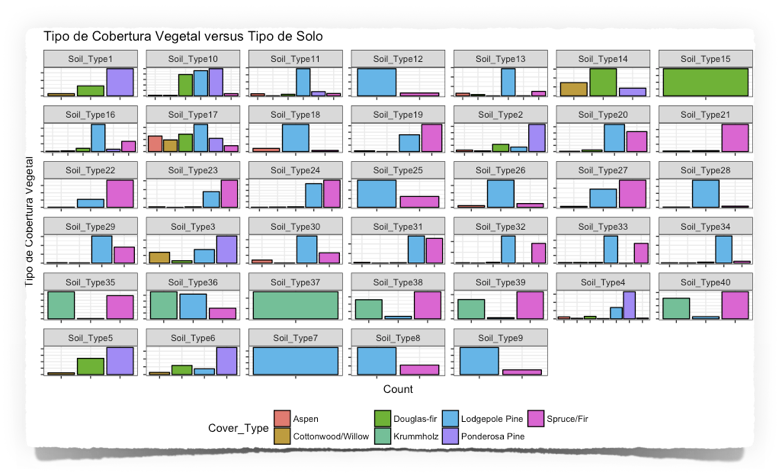 Tipo de Cobertura Vegetal versus Tipo de Solo
Soil_Type1 Soil_Type10 Soil_Type11 Soil_Type12 Soil_Type13 Soil_Type14 Soil_Type15
Soil_Type16 Soil_Type17 Soil_Type18 Soil_Type19 Soil_Type2 Soil_Type20 Soil_Type21
Soil_Type22 Soil_Type23 Soil_Type24 Soil_Type25 Soil_Type26 Soil_Type27 Soil_Type28
Soil_Type29 Soil_Type3 Soil_Type30 Soil_Type31 Soil_Type32 Soil_Type33 Soil_Type34
Soil_Type35 Soil_Type36 Soil_Type37 Soil_Type38 Soil_Type39 Soil_Type4 Soil_Type40
Soil_Type5 Soil_Type6 Soil_Type7 Soil_Type8 Soil_Type9
Tipo de Cobertura Vegetal
Count
Cover_Type
Aspen Douglas-fir Lodgepole Pine Spruce/Fir
Cottonwood/Willow Krummholz Ponderosa Pine